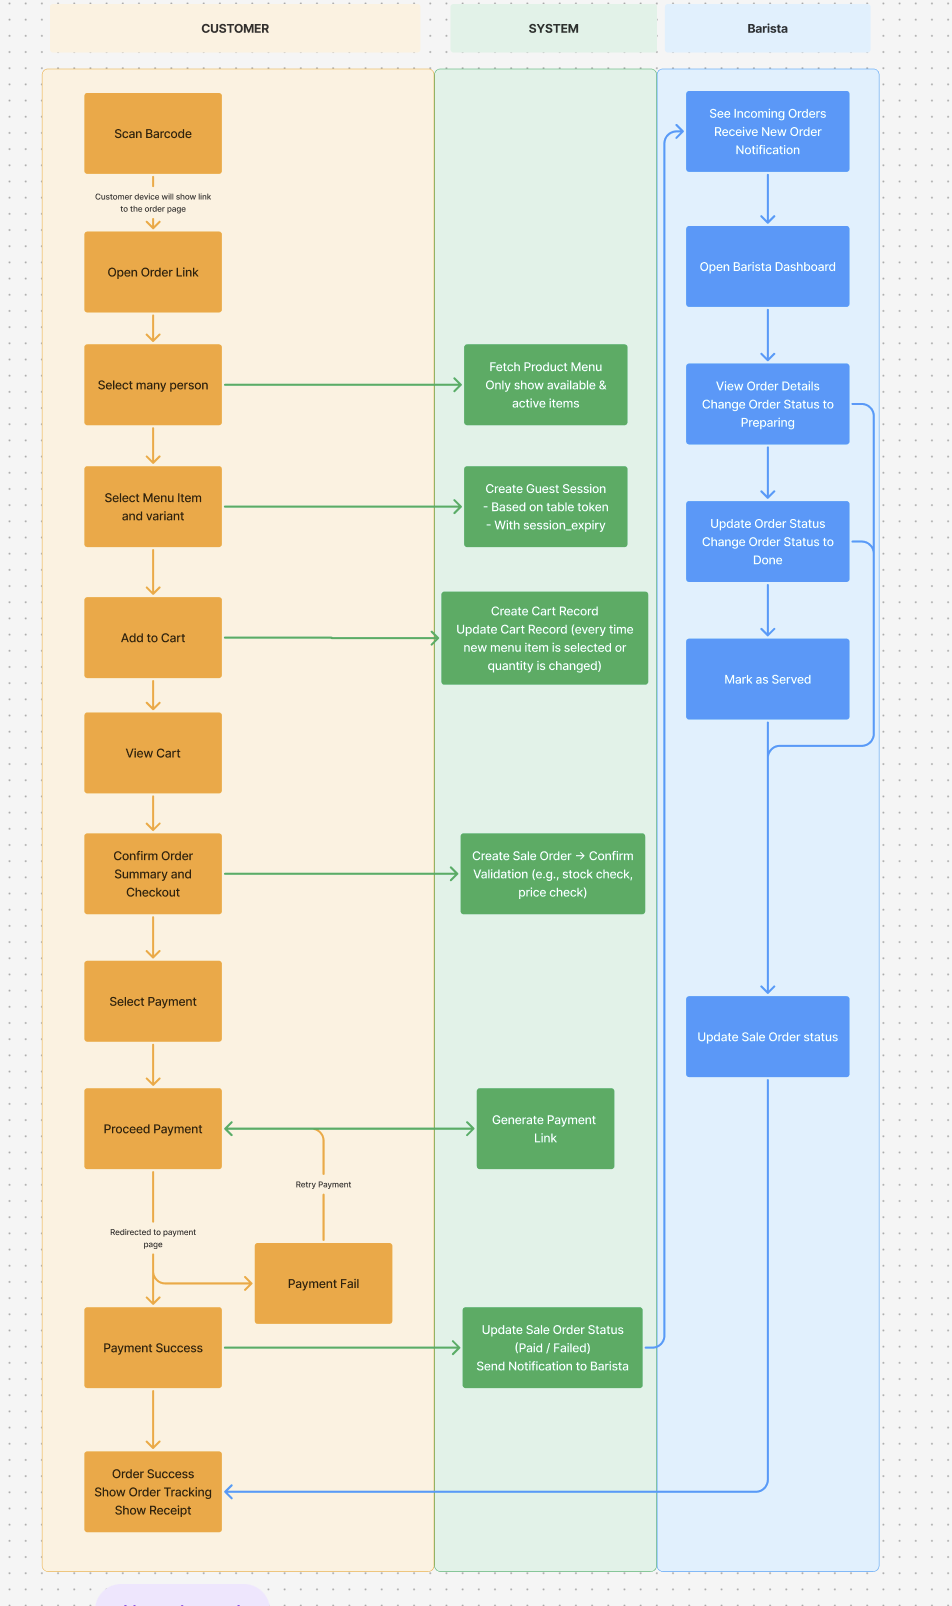 CUSTOMER
SYSTEM
Barista
Scan Barcode
Customer device will show link
to the order page
Open Order Link
Select many person
Select Menu Item
and variant
Add to Cart
View Cart
Confirm Order
Summary and
Checkout
Select Payment
Proceed Payment
Retry Payment
Redirected to payment
page
Payment Fail
Payment Success
Order Success
Show Order Tracking
Show Receipt
Fetch Product Menu
Only show available &
active items
Create Guest Session
- Based on table token
- With session_expiry
Create Cart Record
Update Cart Record (every time
new menu item is selected or
quantity is changed)
Create Sale Order → Confirm
Validation (e.g., stock check,
price check)
Generate Payment
Link
Update Sale Order Status
(Paid / Failed)
Send Notification to Barista
See Incoming Orders
Receive New Order
Notification
Open Barista Dashboard
View Order Details
Change Order Status to
Preparing
Update Order Status
Change Order Status to
Done
Mark as Served
Update Sale Order status